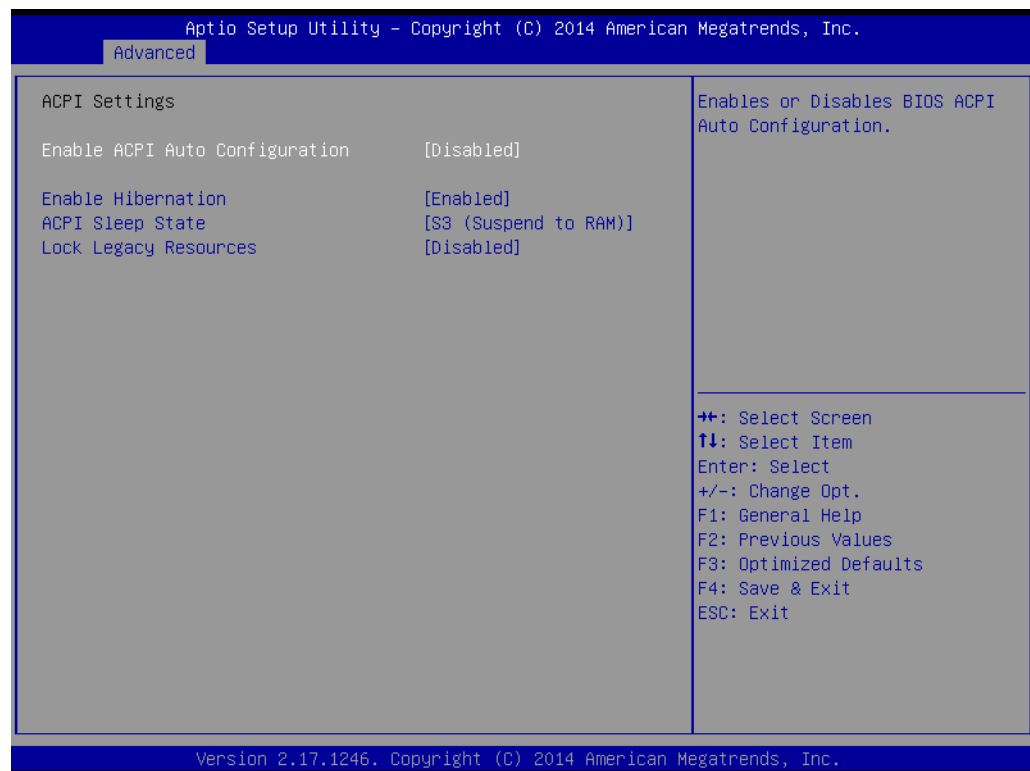 Aptio Setup Utility – Copyright (C) 2014 American Megatrends, Inc.
Advanced
ACPI Settings
Enable ACPI Auto Configuration [Disabled]
Enable Hibernation [Enabled]
ACPI Sleep State [S3 (Suspend to RAM)]
Lock Legacy Resources [Disabled]
Enables or Disables BIOS ACPI
Auto Configuration.
→←: Select Screen
↑↓: Select Item
Enter: Select
+/-: Change Opt.
F1: General Help
F2: Previous Values
F3: Optimized Defaults
F4: Save & Exit
ESC: Exit
Version 2.17.1246. Copyright (C) 2014 American Megatrends, Inc.